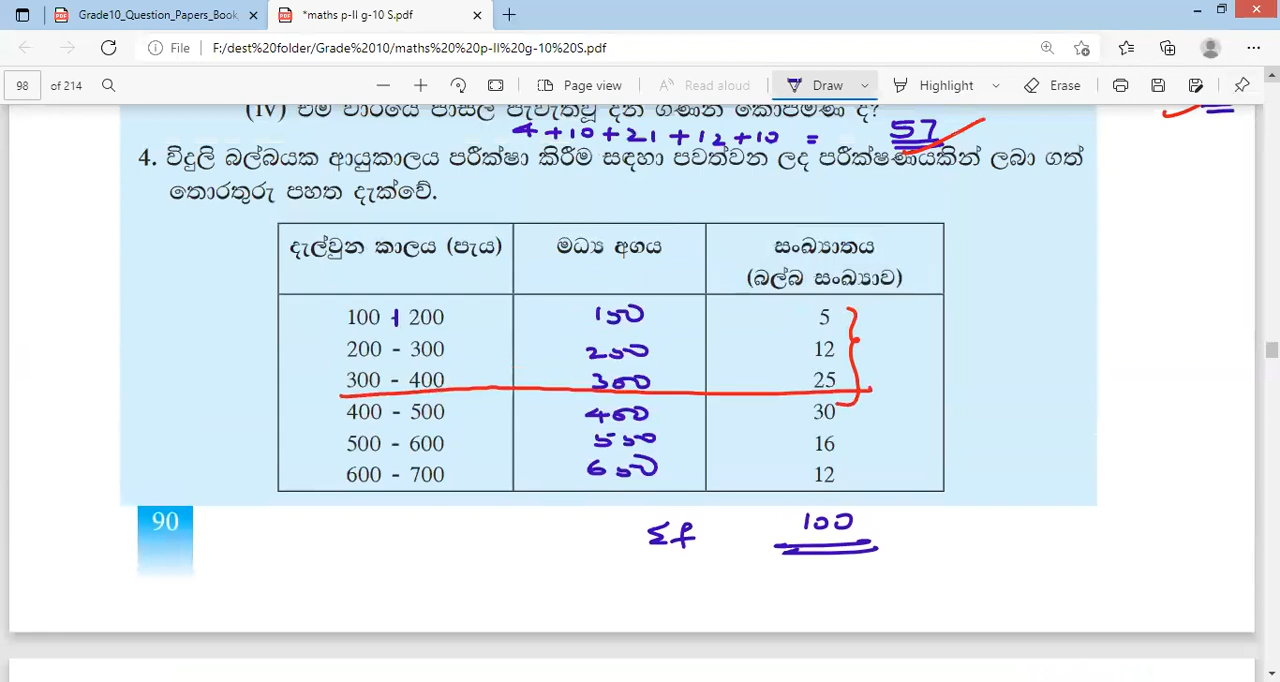 Grade10_Question_Papers_Book
*maths p-II g-10 S.pdf
File F:/dest%20folder/Grade%2010/maths%20%20p-II%20g-10%20S.pdf
98 of 214 Page view Read aloud Draw Highlight Erase
(iv) එම වාරයේ පාසල පැවැත්වූ දින ගණන කොපමණ ද?
4+10+21+12+10 = 57
4. විදුලි බල්බයක ආයුකාලය පරීක්ෂා කිරීම සඳහා පවත්වන ලද පරීක්ෂණයකින් ලබා ගත්
තොරතුරු පහත දැක්වේ.
දැල්වුන කාලය (පැය) මධ්‍ය අගය සංඛ්‍යාතය
(බල්බ සංඛ්‍යාව)
100 - 200 150 5
200 - 300 250 12
300 - 400 350 25
400 - 500 450 30
500 - 600 550 16
600 - 700 650 12
90
Σf 100